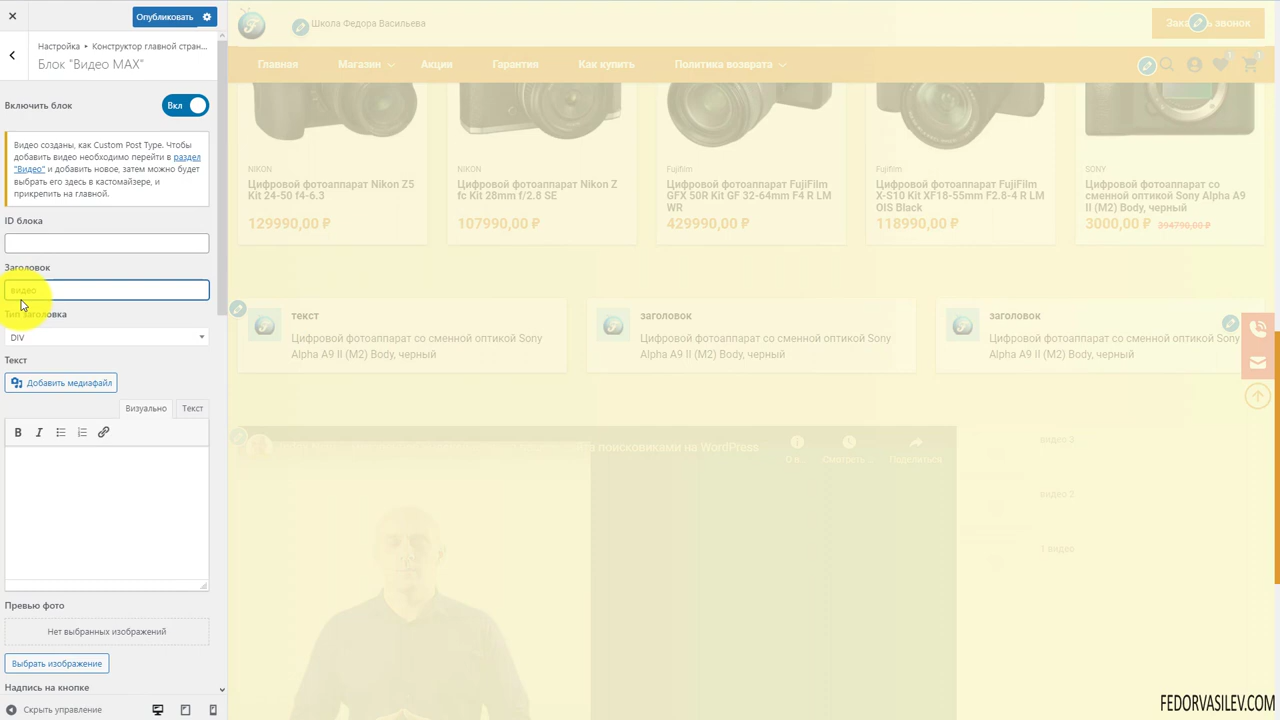 Опубликовать
Настройка ▸ Конструктор главной стран...
Блок "Видео MAX"
Включить блок
Вкл
Видео созданы, как Custom Post Type. Чтобы
добавить видео необходимо перейти в раздел
"Видео" и добавить новое, затем можно будет
выбрать его здесь в кастомайзере, и
прикрепить на главной.
ID блока
Заголовок
видео
Тип заголовка
DIV
Текст
Добавить медиафайл
Визуально
Текст
B I
Превью фото
Нет выбранных изображений
Выбрать изображение
Надпись на кнопке
Скрыть управление
Школа Федора Васильева
Главная
Магазин
Акции
Гарантия
Как купить
Политика возврата
NIKON
Цифровой фотоаппарат Nikon Z5
Kit 24-50 f4-6.3
129990,00 ₽
NIKON
Цифровой фотоаппарат Nikon Z
fc Kit 28mm f/2.8 SE
107990,00 ₽
Fujifilm
Цифровой фотоаппарат FujiFilm
GFX 50R Kit GF 32-64mm F4 R LM
WR
429990,00 ₽
Fujifilm
Цифровой фотоаппарат FujiFilm
X-S10 Kit XF18-55mm F2.8-4 R LM
OIS Black
118990,00 ₽
SONY
Цифровой фотоаппарат со
сменной оптикой Sony Alpha A9
II (M2) Body, черный
3000,00 ₽ 394790,00 ₽
текст
Цифровой фотоаппарат со сменной оптикой Sony
Alpha A9 II (M2) Body, черный
заголовок
Цифровой фотоаппарат со сменной оптикой Sony
Alpha A9 II (M2) Body, черный
заголовок
Цифровой фотоаппарат со сменной оптикой Sony
Alpha A9 II (M2) Body, черный
поисковиками на WordPress
О в...
Смотреть ...
Поделиться
видео 3
видео 2
1 видео
FEDORVASILEV.COM